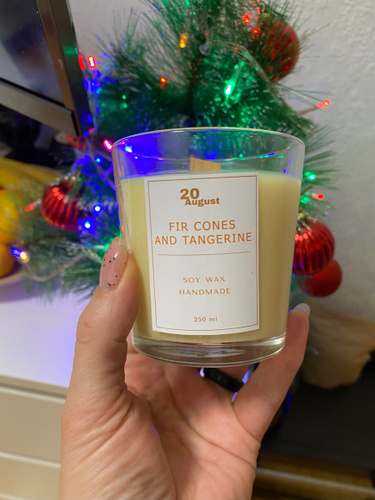 20
August
FIR CONES
AND TANGERINE
SOY WAX
HANDMADE
250 ml